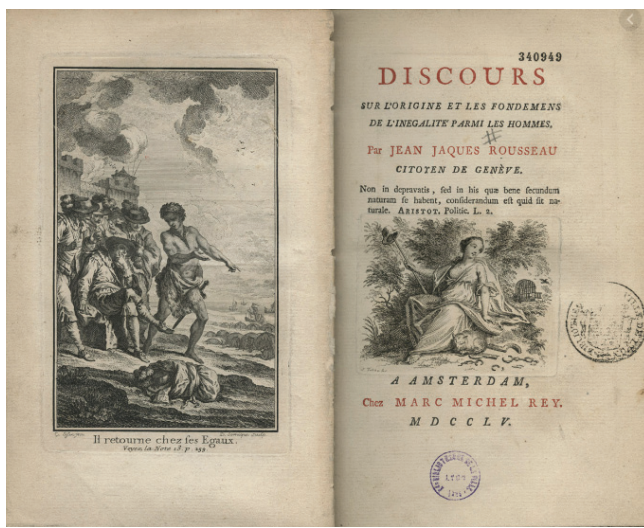 Il retourne chez ses Egaux.
Voyez la Note
340949
DISCOURS
SUR L'ORIGINE ET LES FONDEMENS
DE L'INEGALITE PARMI LES HOMMES.
Par JEAN JAQUES ROUSSEAU
CITOYEN DE GENÈVE.
Non in depravatis, sed in his quæ bene secundum
naturam se habent, considerandum est quid sit na-
turale. ARISTOT. Politic. L. 2.
A AMSTERDAM,
Chez MARC MICHEL REY.
MDCCLV.